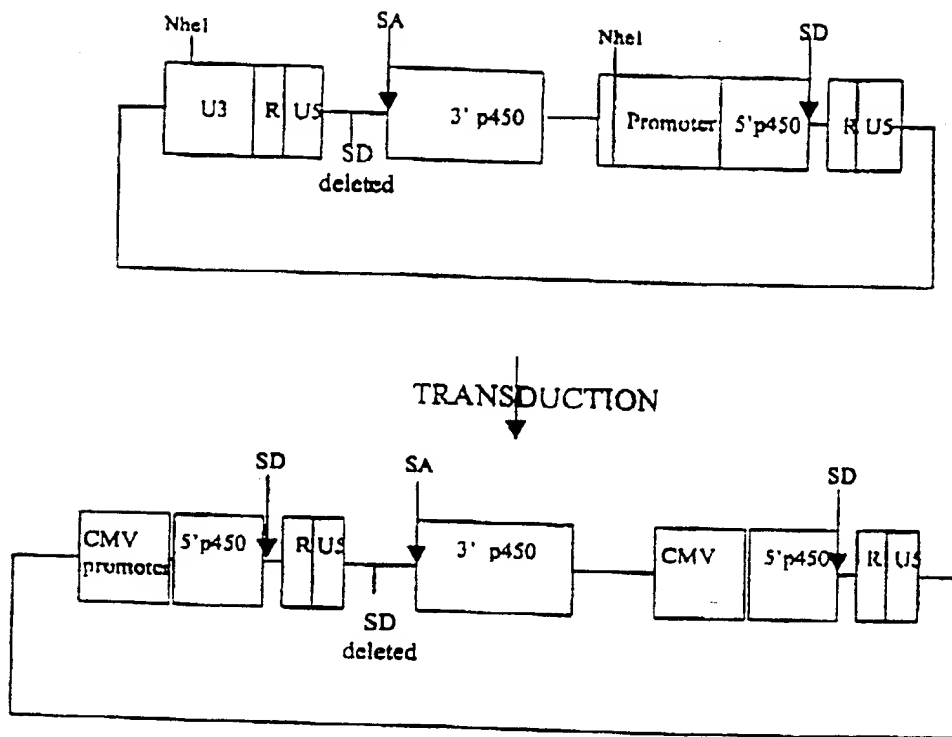 NheI
SA
NheI
SD
U3
R
U5
3' p450
Promoter
5'p450
R
U5
SD
deleted
TRANSDUCTION
SD
SA
SD
CMV
promoter
5'p450
R
U5
3' p450
CMV
5'p450
R
U5
SD
deleted